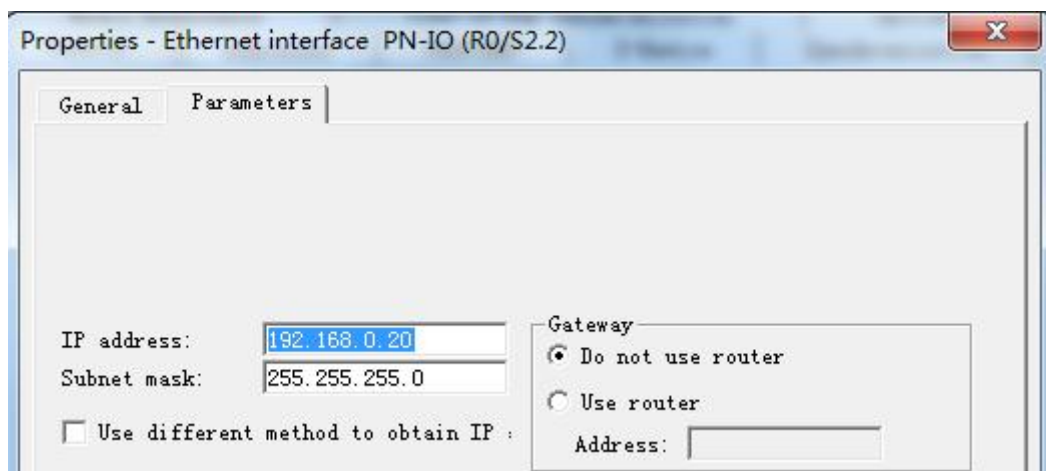 Properties - Ethernet interface PN-IO (R0/S2.2)
General Parameters
IP address: 192.168.0.20
Subnet mask: 255.255.255.0
Use different method to obtain IP
Gateway
Do not use router
Use router
Address: